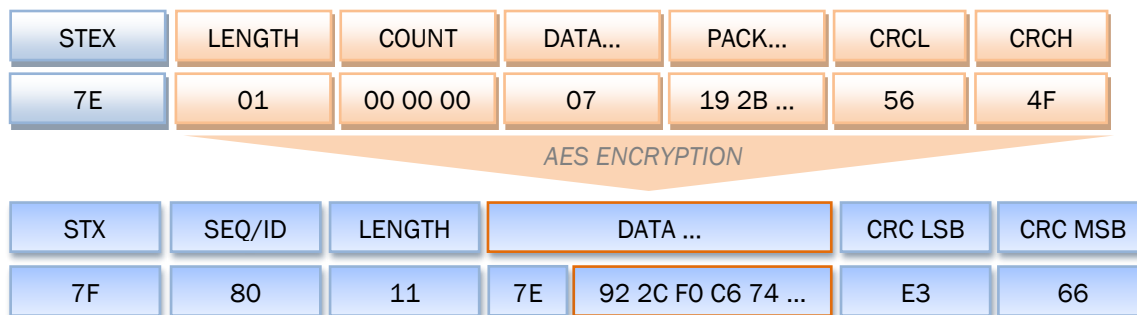 STEX LENGTH COUNT DATA... PACK... CRCL CRCH
7E 01 00 00 00 07 19 2B ... 56 4F
AES ENCRYPTION
STX SEQ/ID LENGTH DATA ... CRC LSB CRC MSB
7F 80 11 7E 92 2C F0 C6 74 ... E3 66